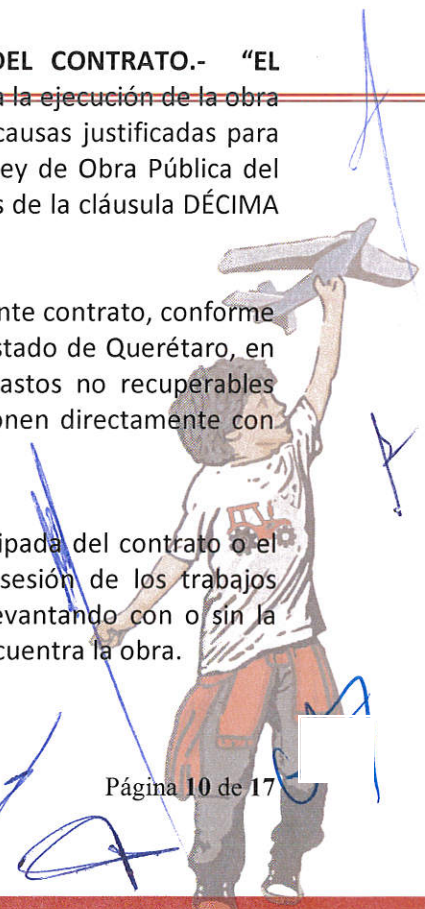 DEL CONTRATO.- “EL
a la ejecución de la obra
causas justificadas para
ey de Obra Pública del
s de la cláusula DÉCIMA
nte contrato, conforme
stado de Querétaro, en
astos no recuperables
onen directamente con
ipada del contrato o el
sesión de los trabajos
evantando con o sin la
cuentra la obra.
Página 10 de 17